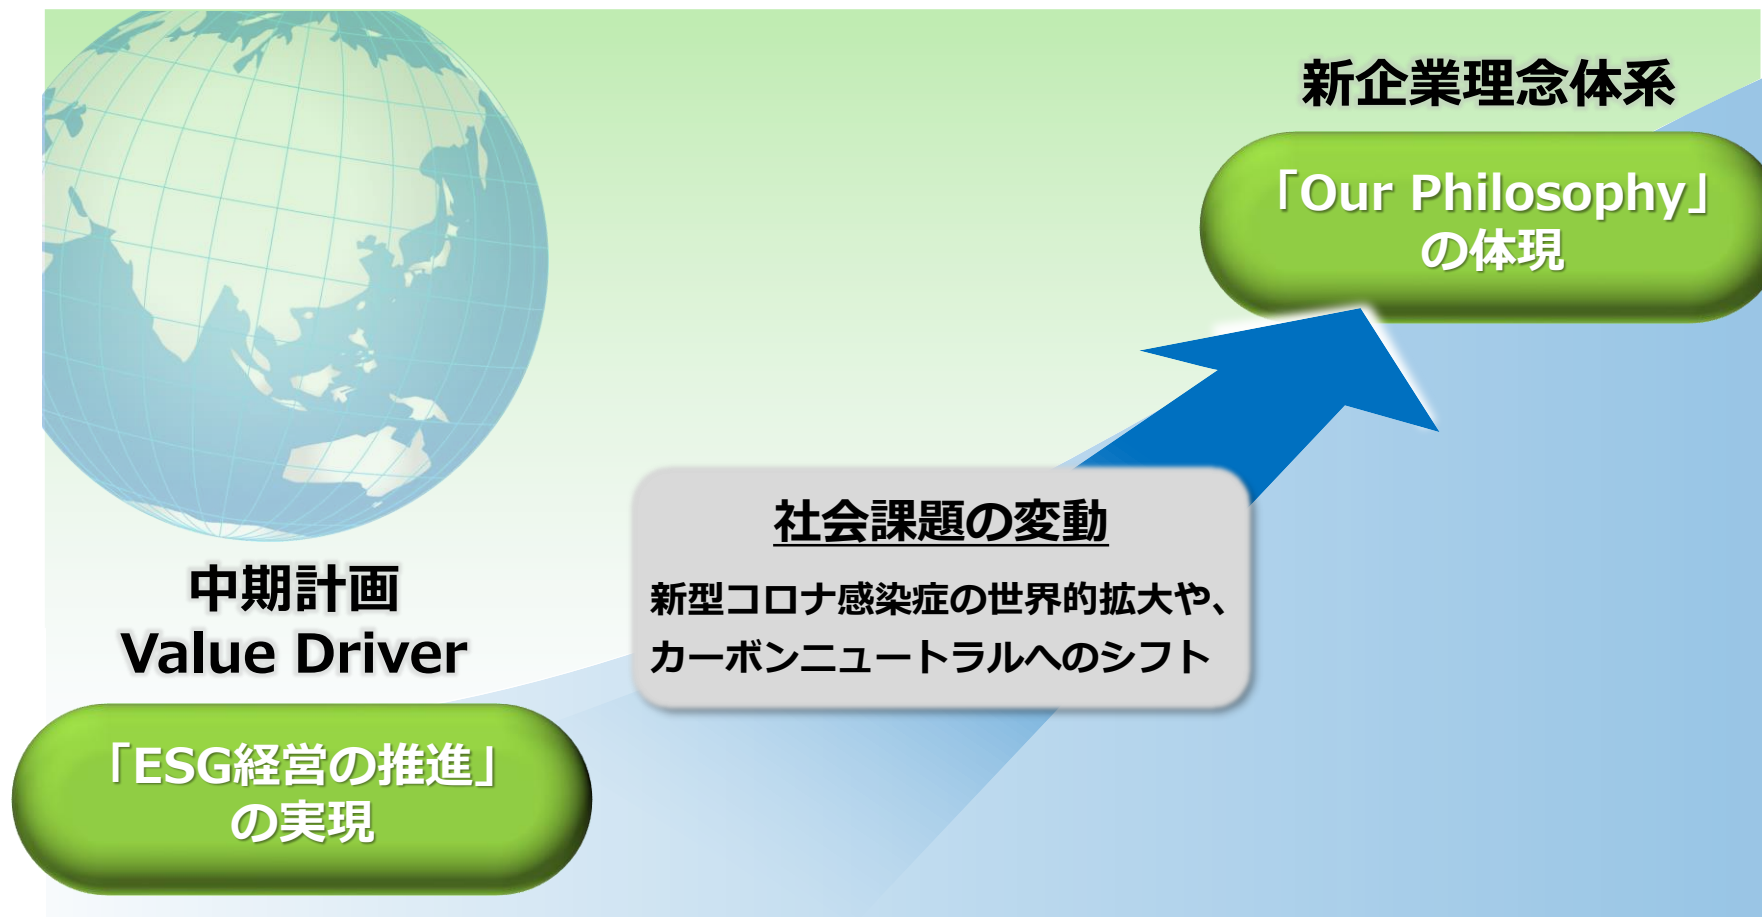 新企業理念体系
「Our Philosophy」
の体現
社会課題の変動
新型コロナ感染症の世界的拡大や、
カーボンニュートラルへのシフト
中期計画
Value Driver
「ESG経営の推進」
の実現